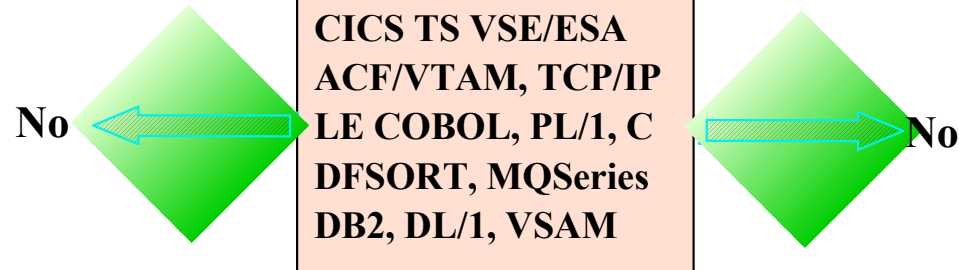 CICS TS VSE/ESA
ACF/VTAM, TCP/IP
No
LE COBOL, PL/1, C
No
DFSORT, MQSeries
DB2, DL/1, VSAM